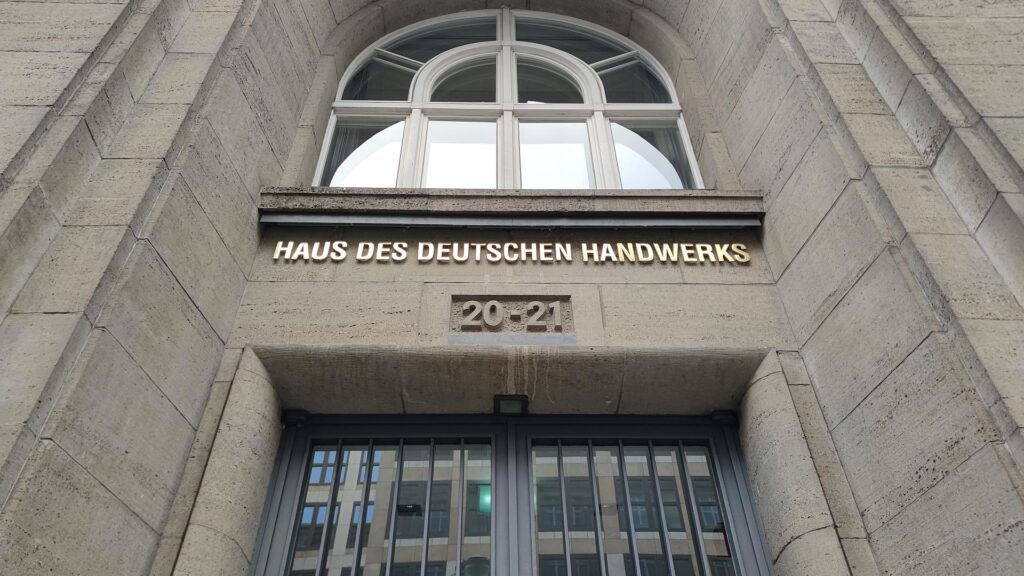 HAUS DES DEUTSCHEN HANDWERKS
20-21